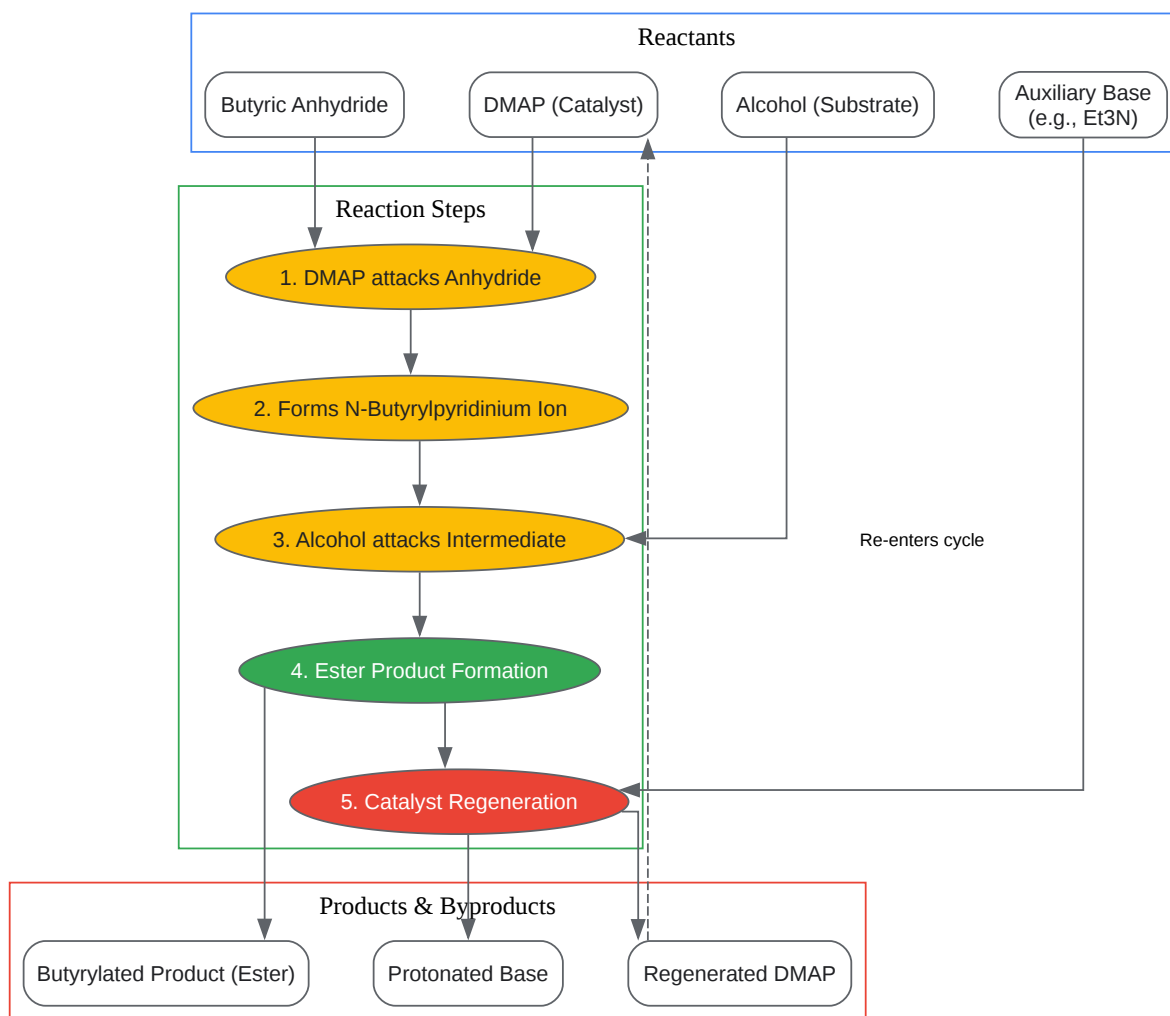 Reactants
Butyric Anhydride
DMAP (Catalyst)
Alcohol (Substrate)
Auxiliary Base
(e.g., Et3N)
Reaction Steps
1. DMAP attacks Anhydride
2. Forms N-Butyrylpyridinium Ion
3. Alcohol attacks Intermediate
Re-enters cycle
4. Ester Product Formation
5. Catalyst Regeneration
Products & Byproducts
Butyrylated Product (Ester)
Protonated Base
Regenerated DMAP